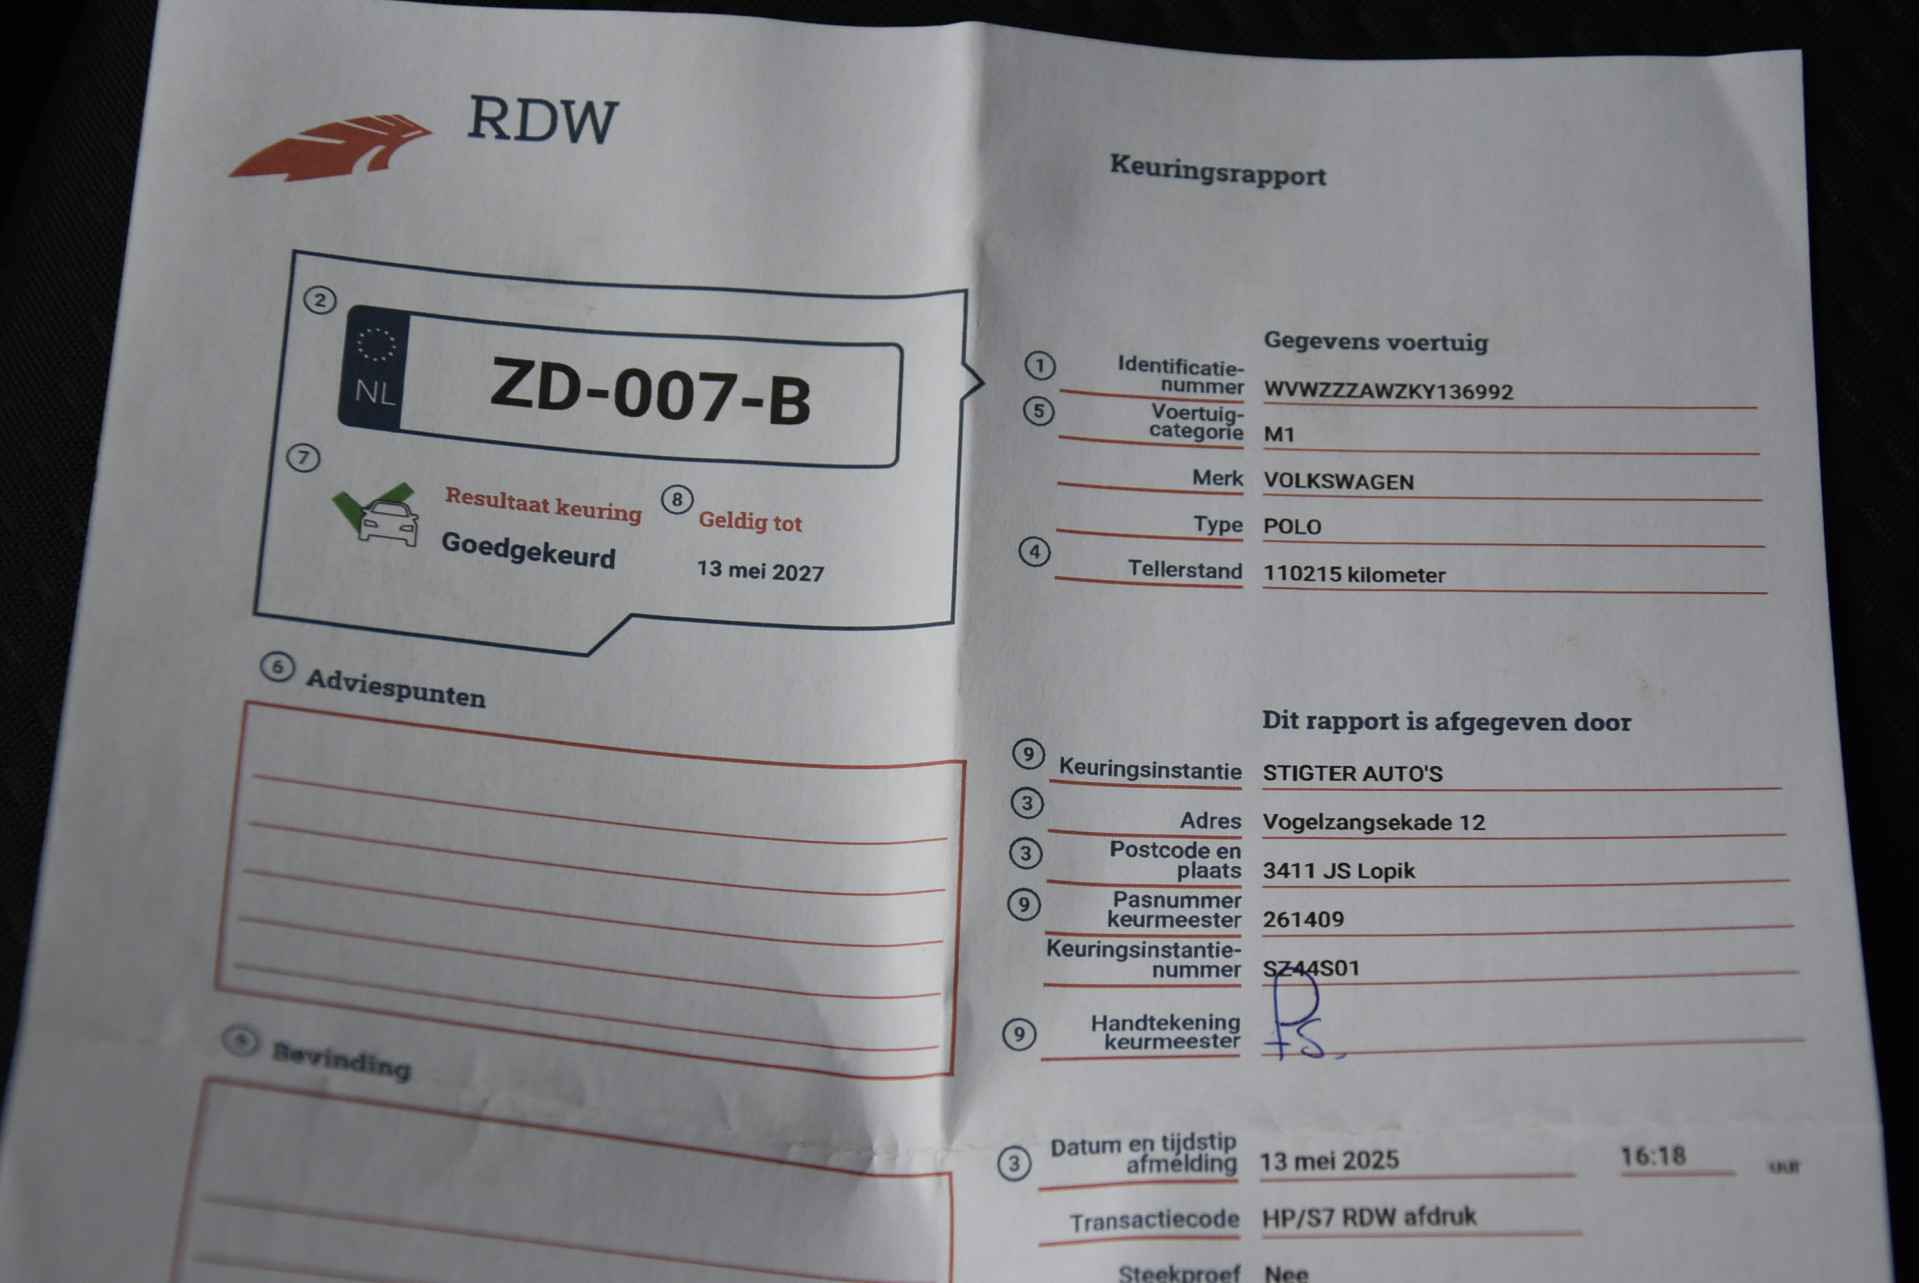 RDW
Keuringsrapport
2
NL
ZD-007-B
7
Resultaat keuring
Goedgekeurd
8
Geldig tot
13 mei 2027
6 Adviespunten
6 Bevinding
Gegevens voertuig
1 Identificatie-
nummer WVWZZZAWZKY136992
5 Voertuig-
categorie M1
Merk VOLKSWAGEN
Type POLO
4 Tellerstand 110215 kilometer
Dit rapport is afgegeven door
9 Keuringsinstantie STIGTER AUTO'S
3 Adres Vogelzangsekade 12
3 Postcode en
plaats 3411 JS Lopik
9 Pasnummer
keurmeester 261409
Keuringsinstantie-
nummer SZ44S01
9 Handtekening
keurmeester
3 Datum en tijdstip
afmelding 13 mei 2025 16:18 uur
Transactiecode HP/S7 RDW afdruk
Steekproef Nee